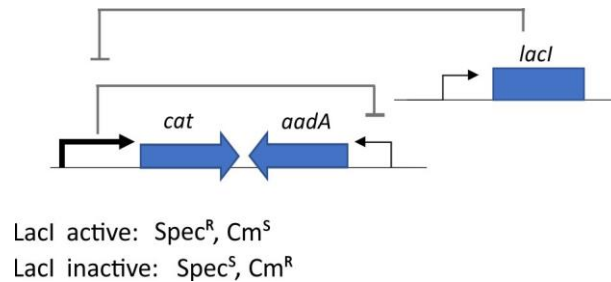 lacI
cat aadA
LacI active: Spec^R, Cm^S
LacI inactive: Spec^S, Cm^R